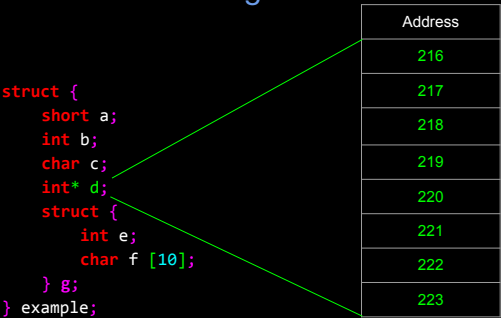 g
Address
216
217
218
219
220
221
222
223
struct {
    short a;
    int b;
    char c;
    int* d;
    struct {
        int e;
        char f [10];
    } g;
} example;